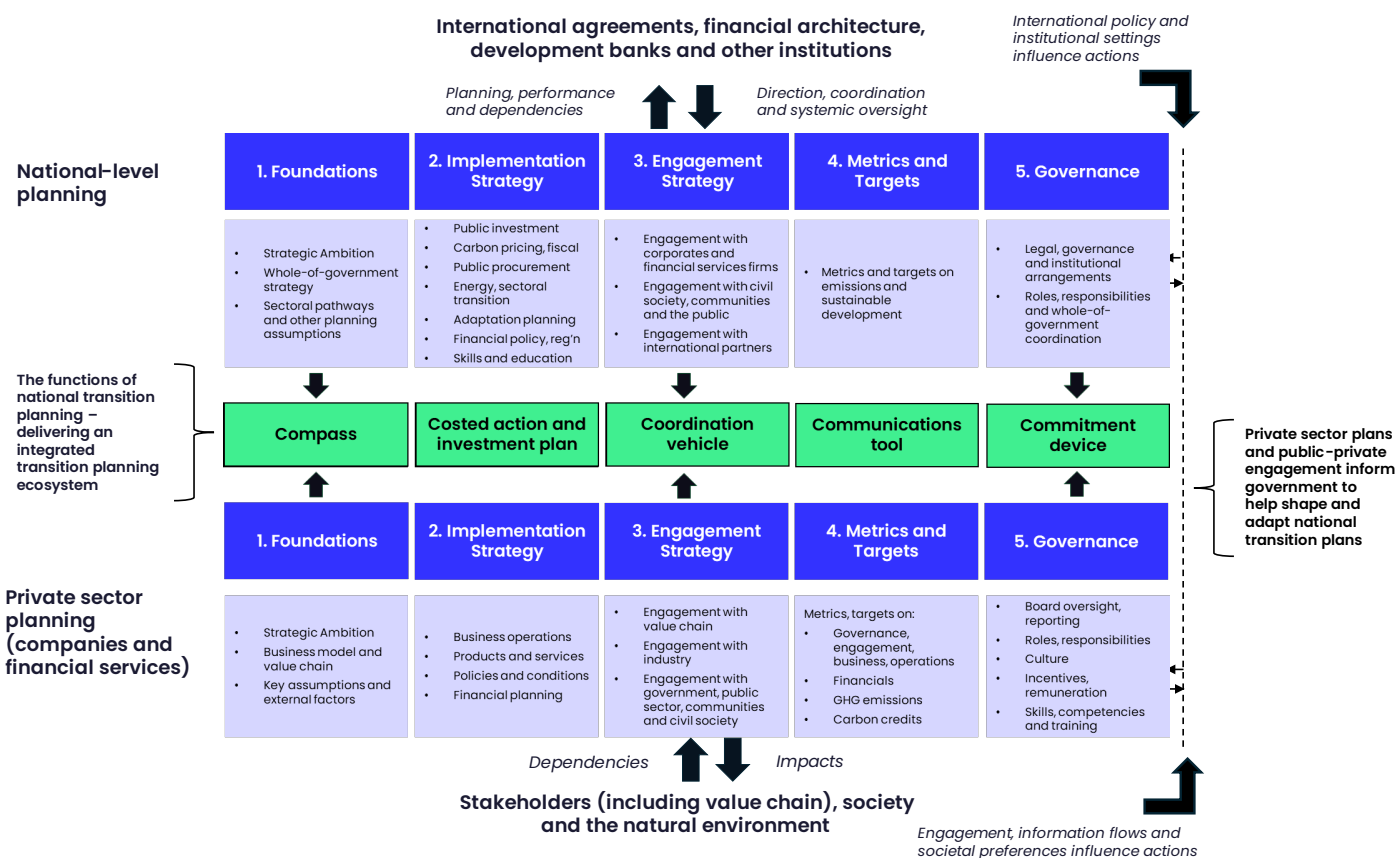 International agreements, financial architecture,
development banks and other institutions
International policy and
institutional settings
influence actions
Planning, performance
and dependencies
Direction, coordination
and systemic oversight
National-level
planning
1. Foundations
2. Implementation
Strategy
3. Engagement
Strategy
4. Metrics and
Targets
5. Governance
• Strategic Ambition
• Whole-of-government
strategy
• Sectoral pathways
and other planning
assumptions
• Public investment
• Carbon pricing, fiscal
• Public procurement
• Energy, sectoral
transition
• Adaptation planning
• Financial policy, reg'n
• Skills and education
• Engagement with
corporates and
financial services firms
• Engagement with civil
society, communities
and the public
• Engagement with
international partners
• Metrics and targets on
emissions and
sustainable
development
• Legal, governance
and institutional
arrangements
• Roles, responsibilities
and whole-of-
government
coordination
The functions of
national transition
planning –
delivering an
integrated
transition planning
ecosystem
Compass
Costed action and
investment plan
Coordination
vehicle
Communications
tool
Commitment
device
Private sector plans
and public-private
engagement inform
government to
help shape and
adapt national
transition plans
Private sector
planning
(companies and
financial services)
1. Foundations
2. Implementation
Strategy
3. Engagement
Strategy
4. Metrics and
Targets
5. Governance
• Strategic Ambition
• Business model and
value chain
• Key assumptions and
external factors
• Business operations
• Products and services
• Policies and conditions
• Financial planning
• Engagement with
value chain
• Engagement with
industry
• Engagement with
government, public
sector, communities
and civil society
Metrics, targets on:
• Governance,
engagement,
business, operations
• Financials
• GHG emissions
• Carbon credits
• Board oversight,
reporting
• Roles, responsibilities
• Culture
• Incentives,
remuneration
• Skills, competencies
and training
Dependencies
Impacts
Stakeholders (including value chain), society
and the natural environment
Engagement, information flows and
societal preferences influence actions